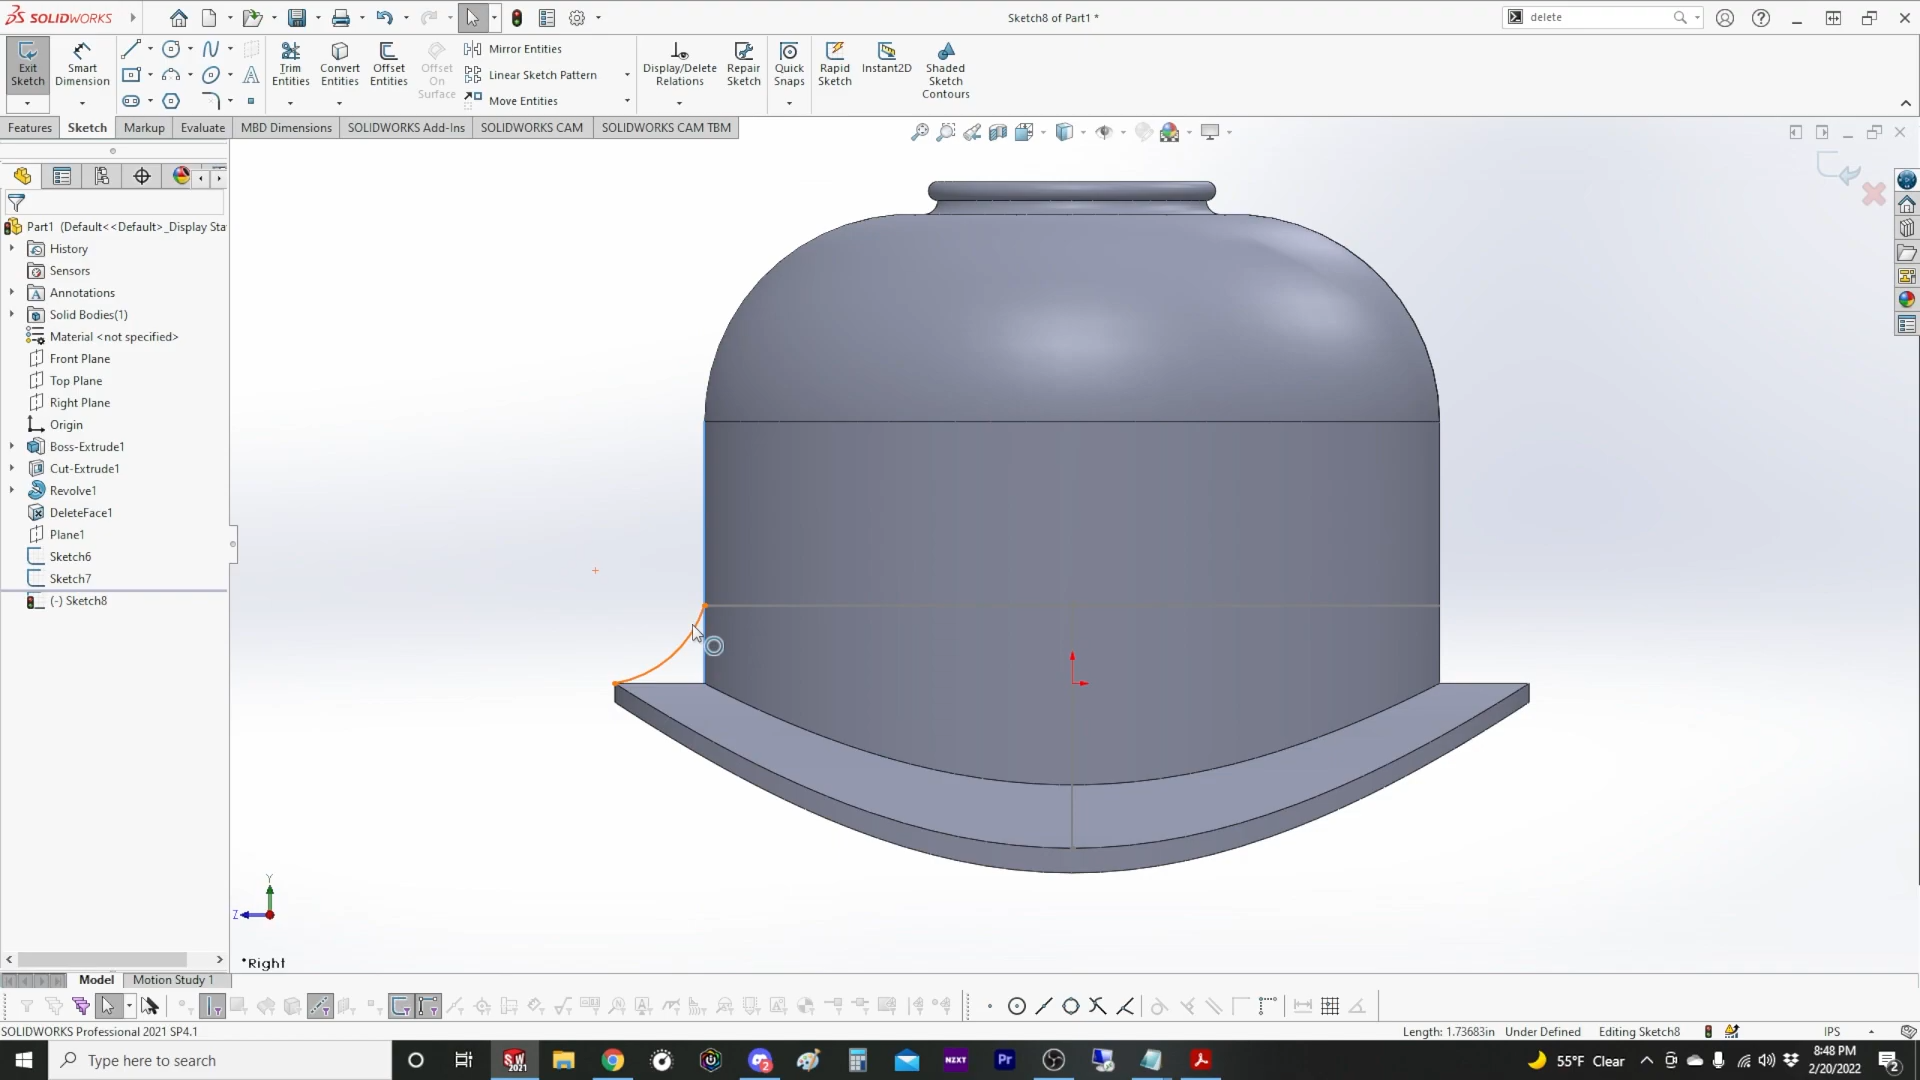 SOLIDWORKS
Sketch8 of Part1 *
delete
Exit Sketch
Smart Dimension
Trim Entities
Convert Entities
Offset Entities
Offset On Surface
Mirror Entities
Linear Sketch Pattern
Move Entities
Display/Delete Relations
Repair Sketch
Quick Snaps
Rapid Sketch
Instant2D
Shaded Sketch Contours
Features
Sketch
Markup
Evaluate
MBD Dimensions
SOLIDWORKS Add-Ins
SOLIDWORKS CAM
SOLIDWORKS CAM TBM
Part1 (Default<<Default>_Display Sta
History
Sensors
Annotations
Solid Bodies(1)
Material <not specified>
Front Plane
Top Plane
Right Plane
Origin
Boss-Extrude1
Cut-Extrude1
Revolve1
DeleteFace1
Plane1
Sketch6
Sketch7
(-) Sketch8
Y
Z
*Right
Model
Motion Study 1
SOLIDWORKS Professional 2021 SP4.1
Length: 1.73683in
Under Defined
Editing Sketch8
IPS
Type here to search
SW
2021
NZXT
Pr
55°F Clear
8:48 PM
2/20/2022
2